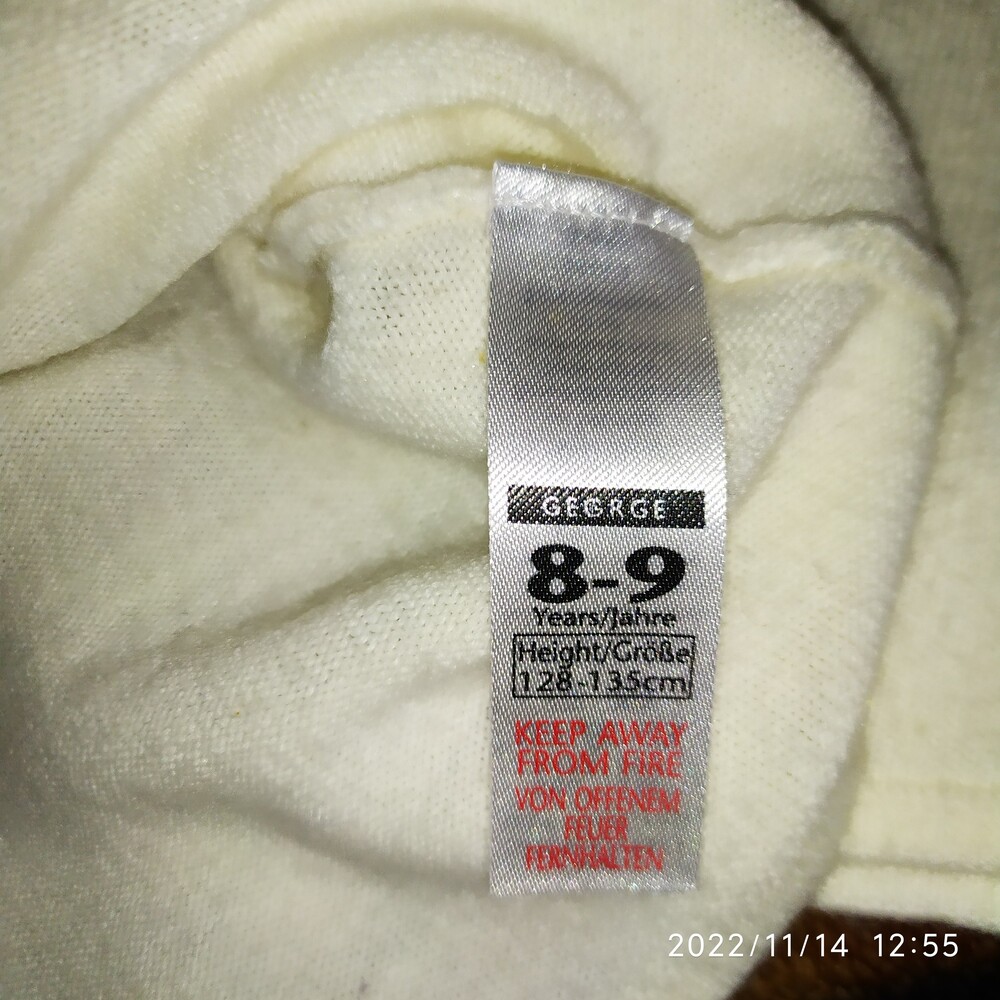 GEORGE
8-9
Years/Jahre
Height/Größe
128-135cm
KEEP AWAY
FROM FIRE
VON OFFENEM
FEUER
FERNHALTEN
2022/11/14 12:55